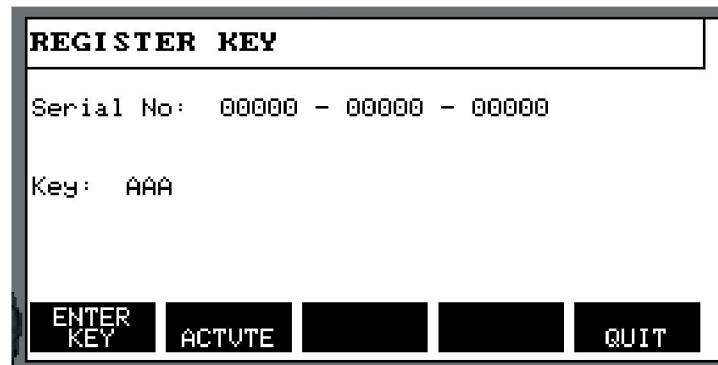 REGISTER KEY
Serial No: 00000 - 00000 - 00000
Key: AAA
ENTER
KEY
ACTVTE
QUIT